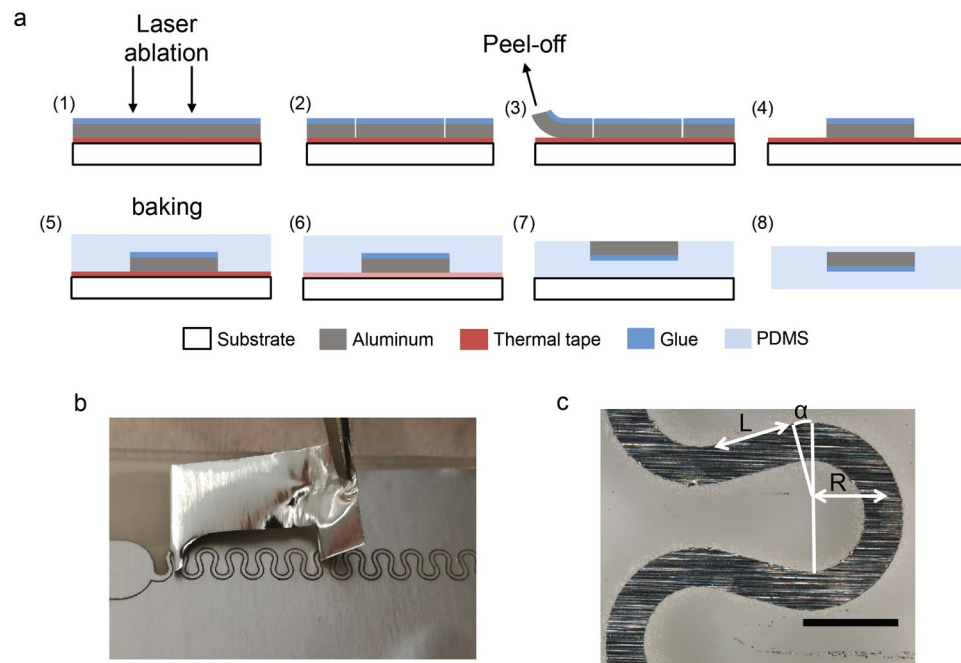 a
Laser
ablation
Peel-off
(1)
(2)
(3)
(4)
baking
(5)
(6)
(7)
(8)
Substrate
Aluminum
Thermal tape
Glue
PDMS
b
c
L
α
R